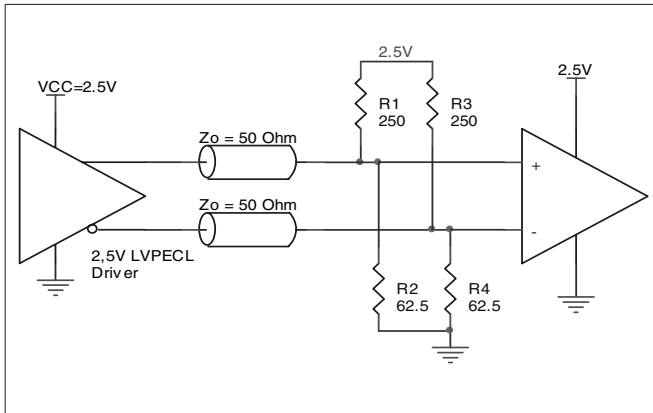 2.5V
2.5V
VCC=2.5V
R1
250
R3
250
Zo = 50 Ohm
+
Zo = 50 Ohm
-
2,5V LVPECL
Driver
R2
62.5
R4
62.5